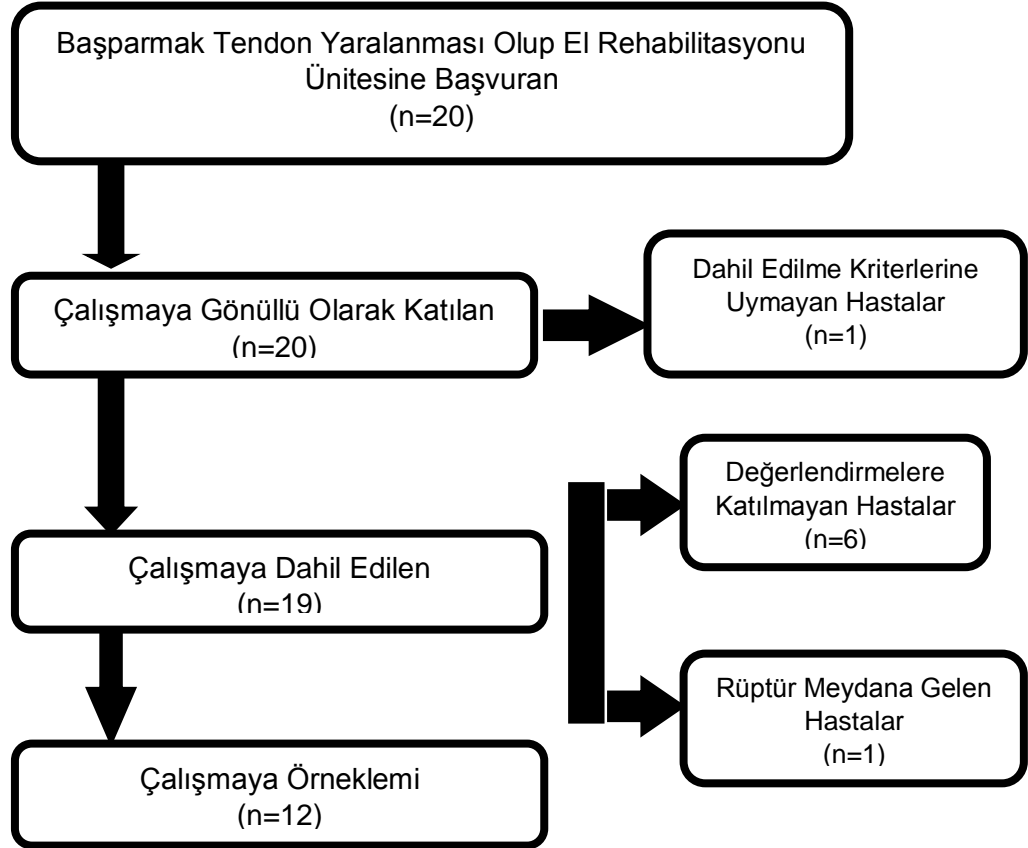 Başparmak Tendon Yaralanması Olup El Rehabilitasyonu
Ünitesine Başvuran
(n=20)
Çalışmaya Gönüllü Olarak Katılan
(n=20)
Dahil Edilme Kriterlerine
Uymayan Hastalar
(n=1)
Çalışmaya Dahil Edilen
(n=19)
Değerlendirmelere
Katılmayan Hastalar
(n=6)
Rüptür Meydana Gelen
Hastalar
(n=1)
Çalışmaya Örneklemi
(n=12)